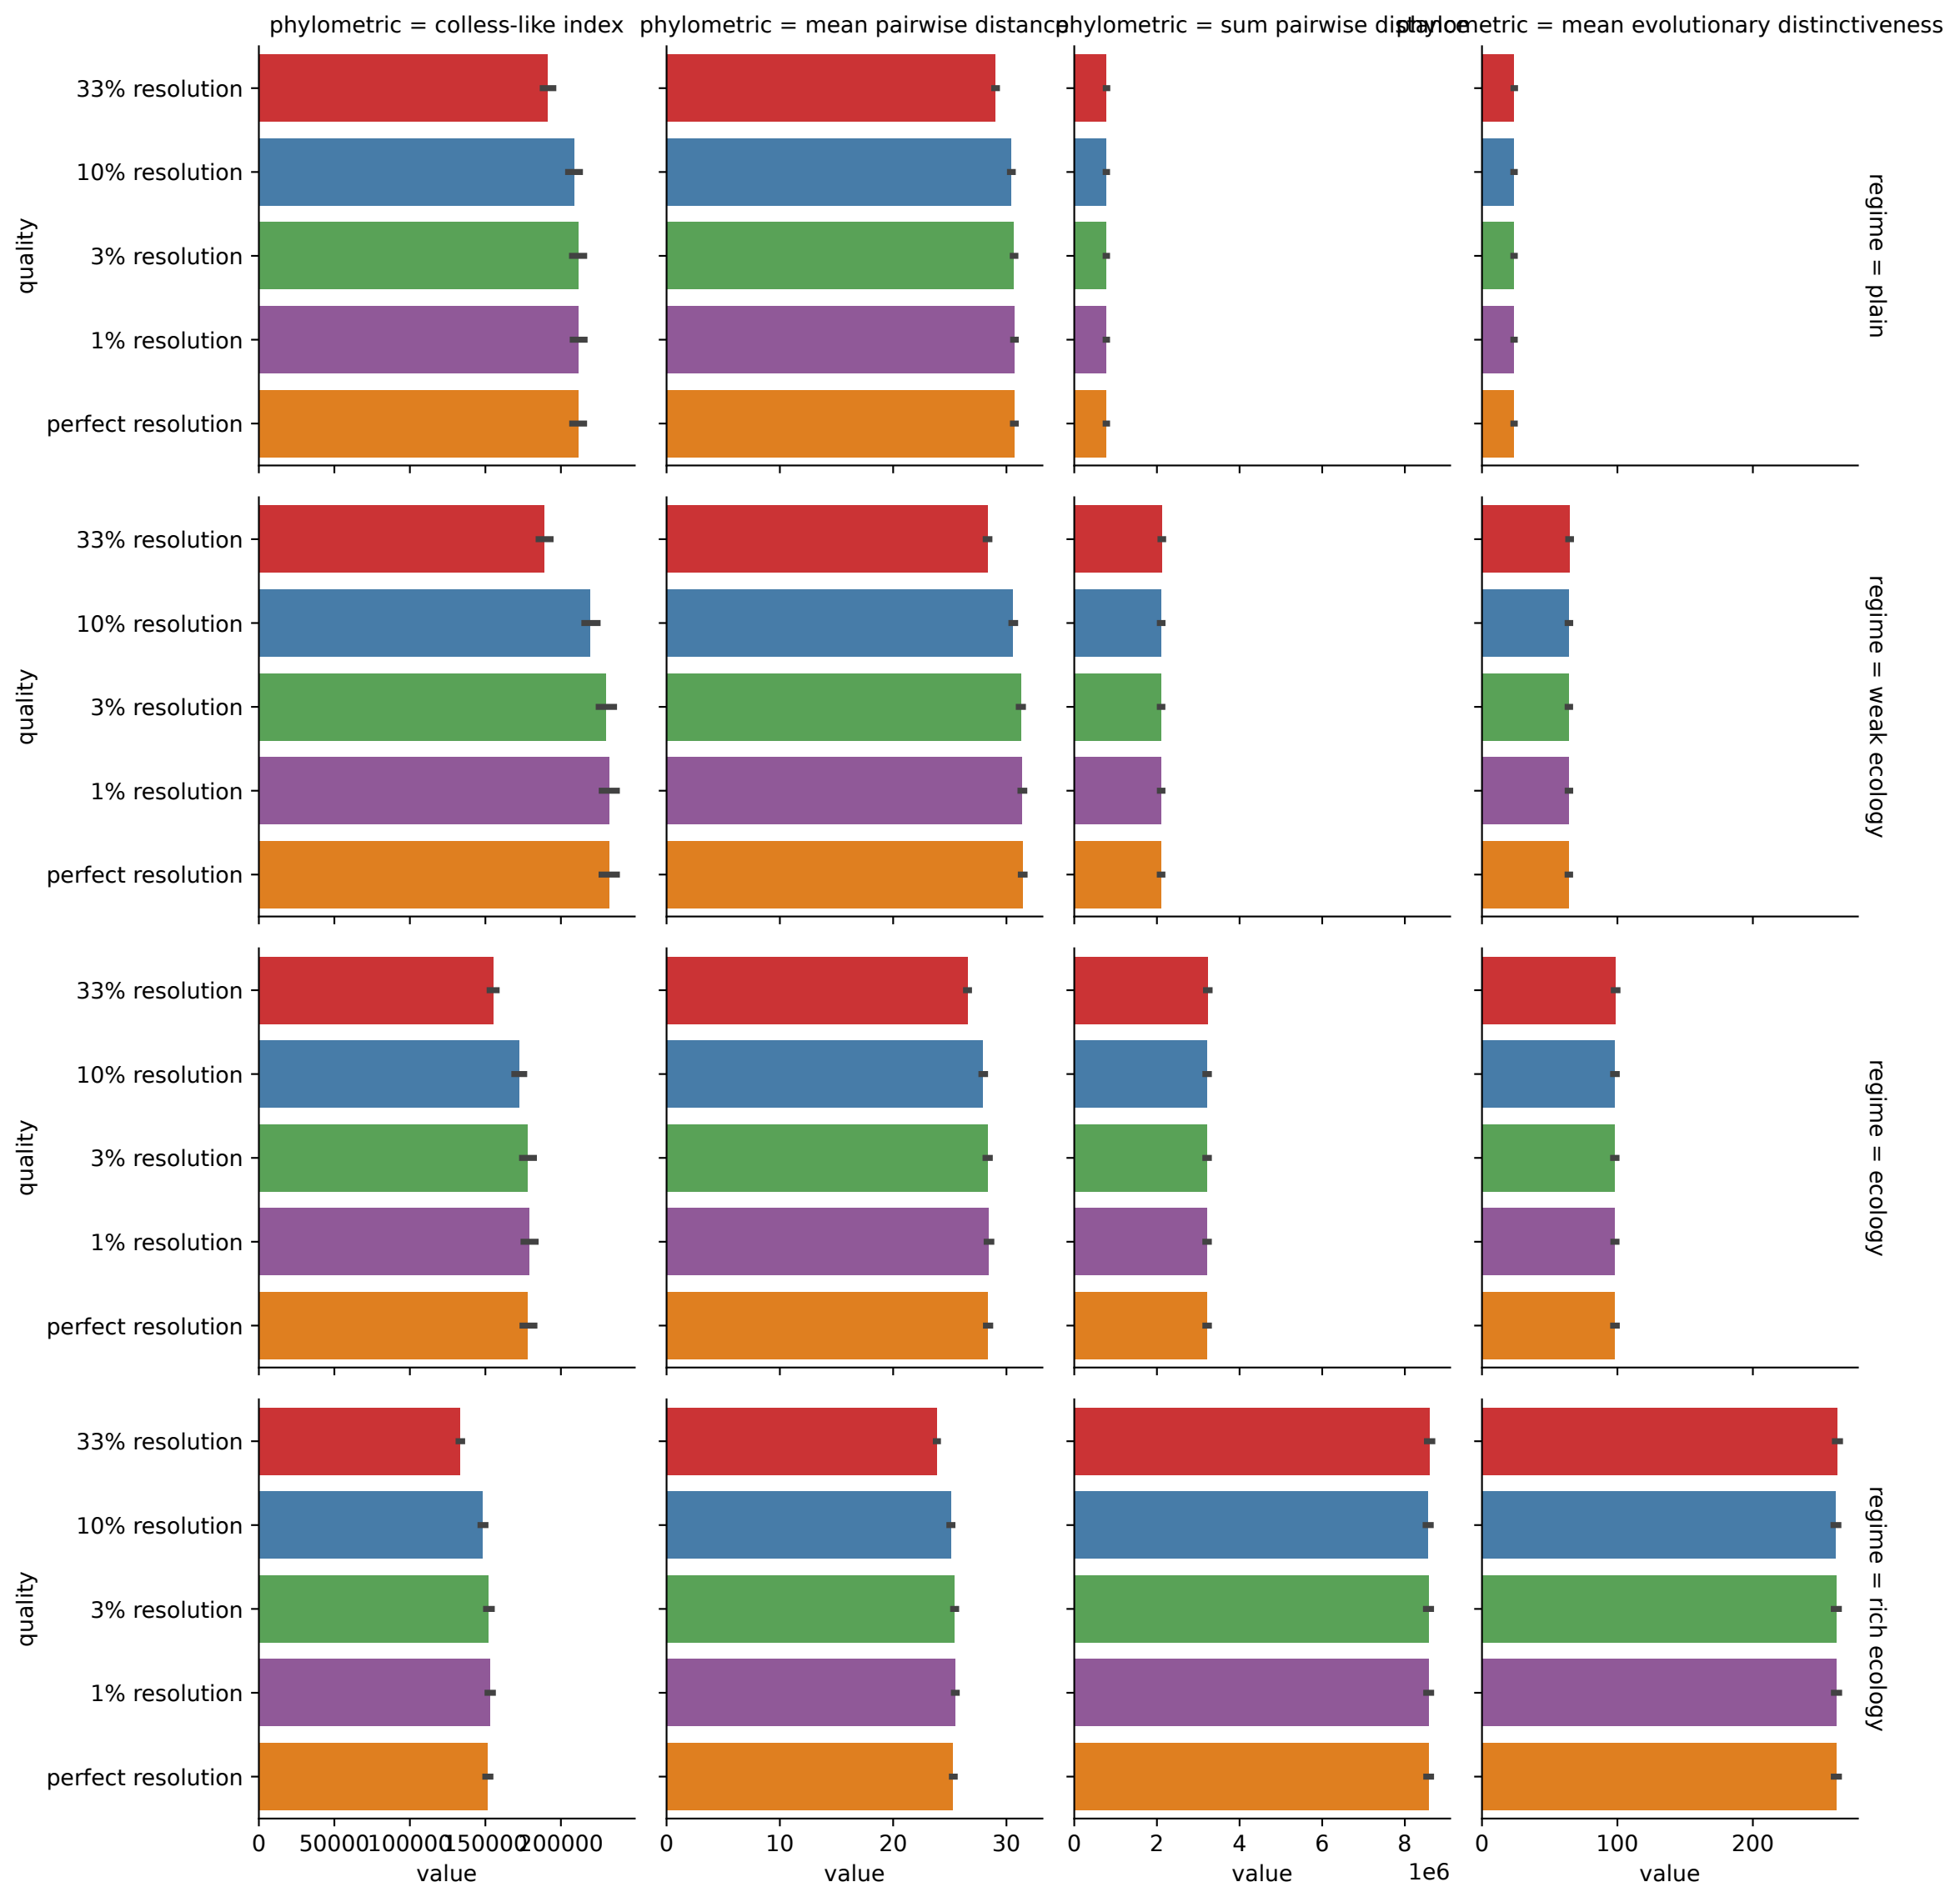 phylometric = colless-like index
phylometric = mean pairwise distance
phylometric = sum pairwise distance
phylometric = mean evolutionary distinctiveness
quality
33% resolution
10% resolution
3% resolution
1% resolution
perfect resolution
regime = plain
quality
33% resolution
10% resolution
3% resolution
1% resolution
perfect resolution
regime = weak ecology
quality
33% resolution
10% resolution
3% resolution
1% resolution
perfect resolution
regime = ecology
quality
33% resolution
10% resolution
3% resolution
1% resolution
perfect resolution
regime = rich ecology
0 50000 100000 150000 200000
value
0 10 20 30
value
0 2 4 6 8
1e6
value
0 100 200
value